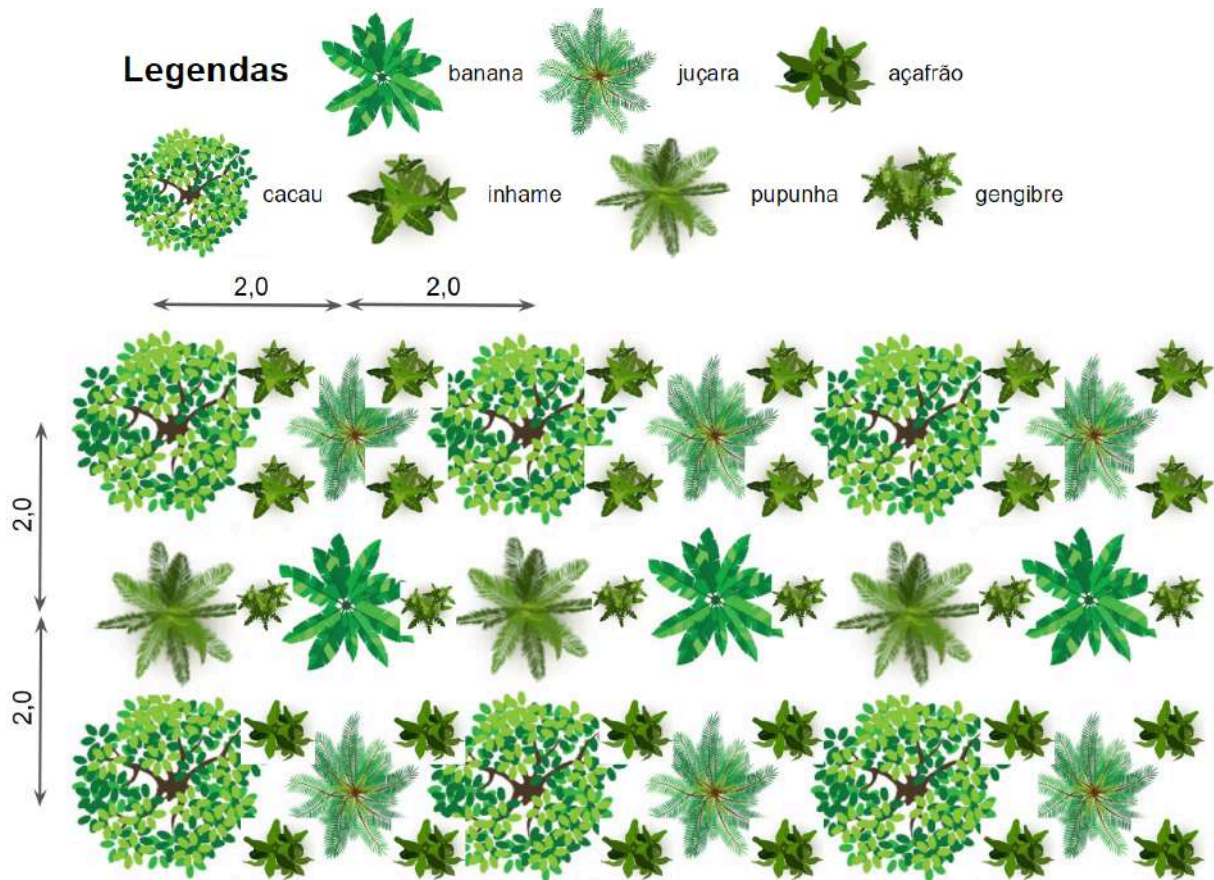 Legendas
banana
juçara
açafrão
cacau
inhame
pupunha
gengibre
2,0
2,0
2,0
2,0